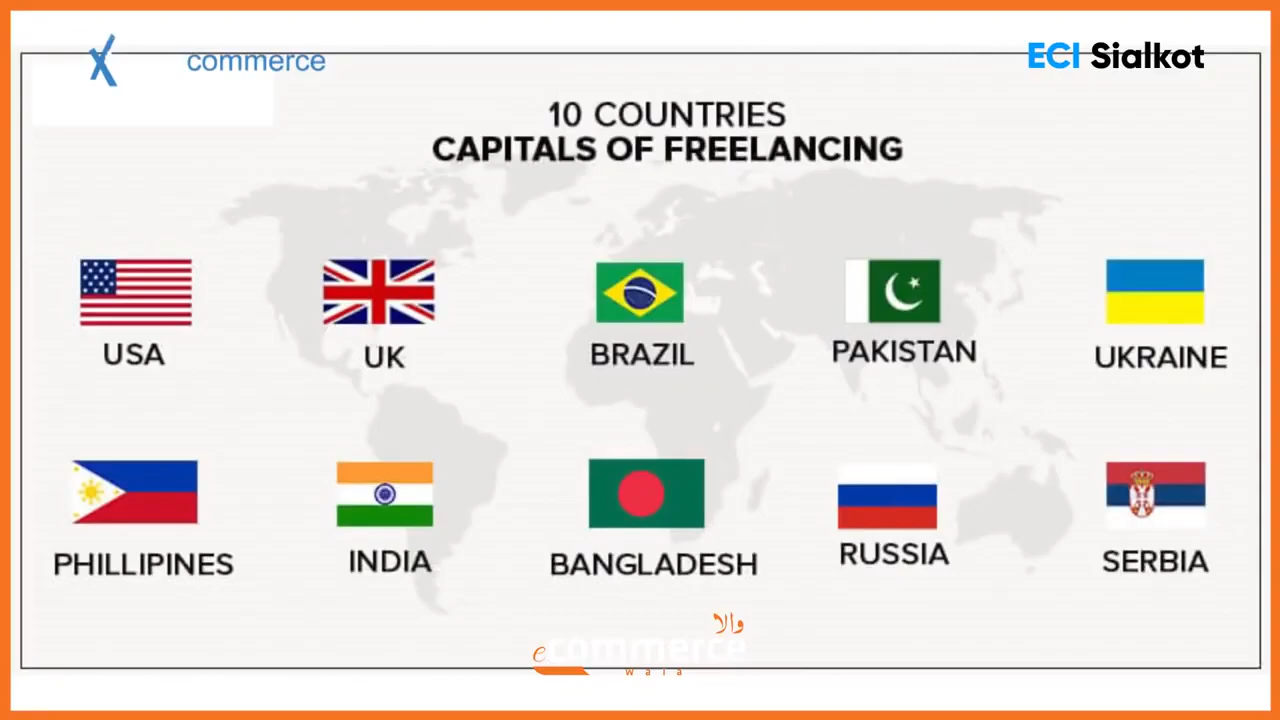 commerce
ECI Sialkot
10 COUNTRIES
CAPITALS OF FREELANCING
USA
UK
BRAZIL
PAKISTAN
UKRAINE
PHILLIPINES
INDIA
BANGLADESH
RUSSIA
SERBIA
والا
ecommerce
wala